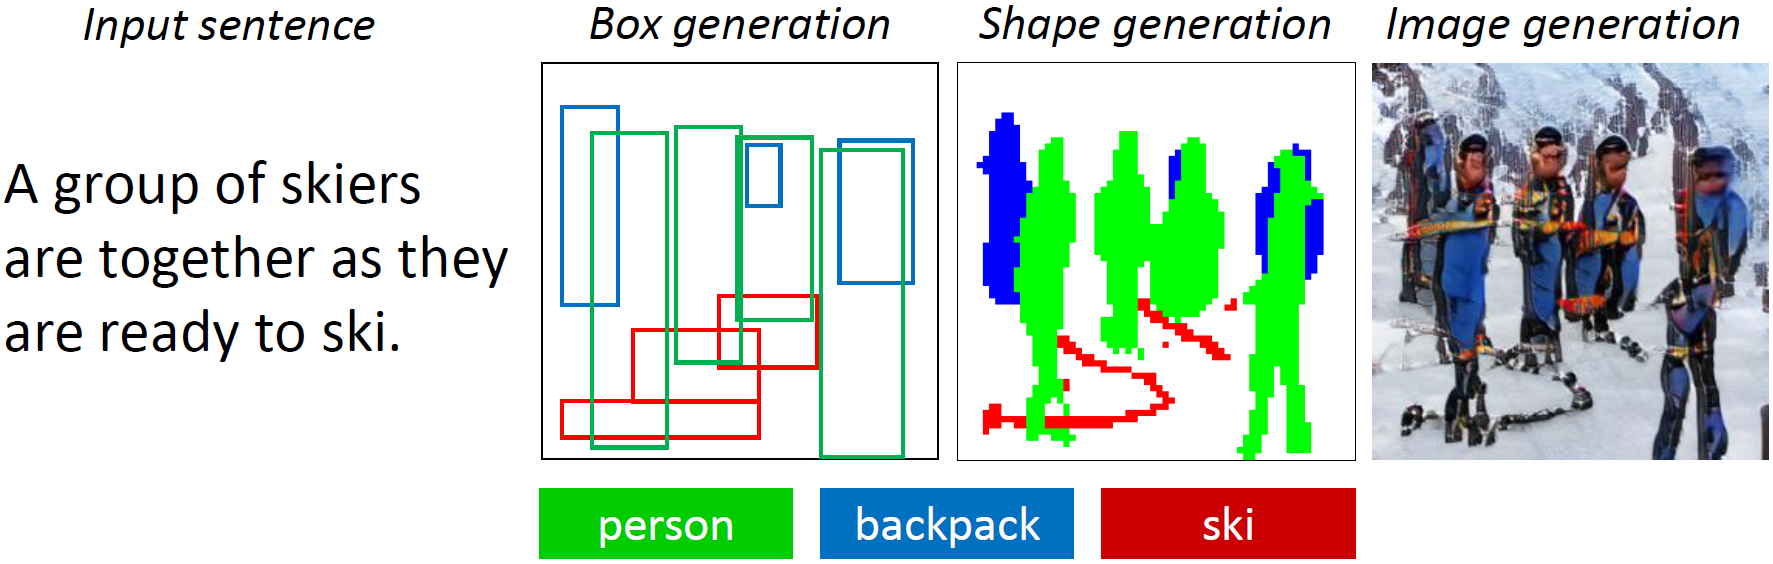 Input sentence
Box generation
Shape generation
Image generation
A group of skiers
are together as they
are ready to ski.
person
backpack
ski